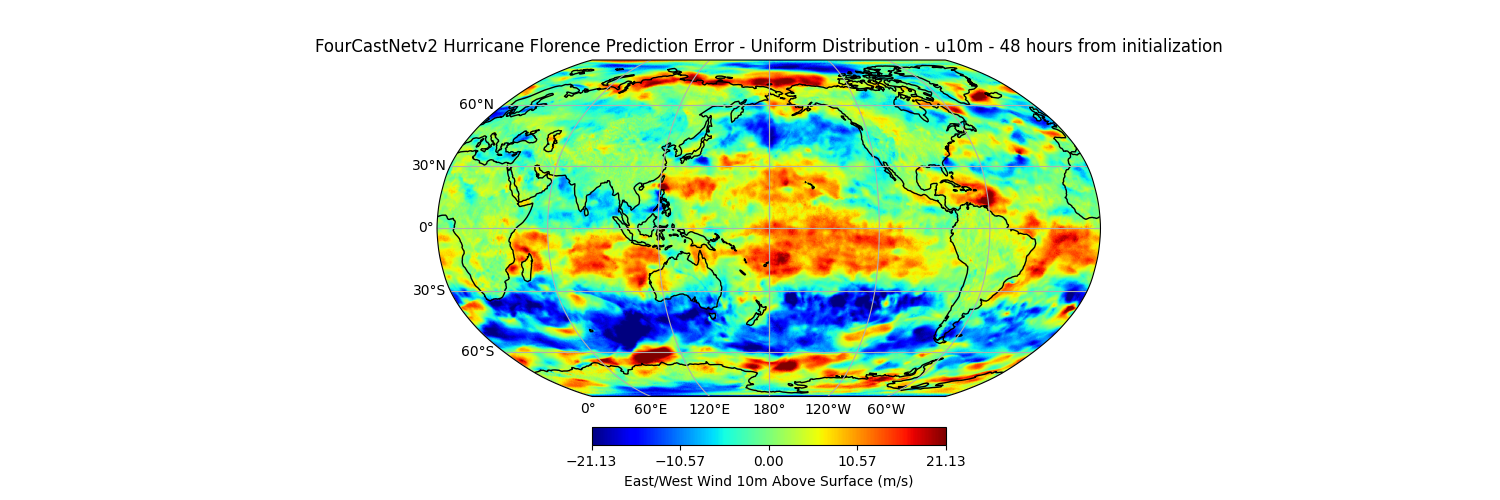 FourCastNetv2 Hurricane Florence Prediction Error - Uniform Distribution - u10m - 48 hours from initialization
60°N
30°N
0°
30°S
60°S
0° 60°E 120°E 180° 120°W 60°W
−21.13 −10.57 0.00 10.57 21.13
East/West Wind 10m Above Surface (m/s)